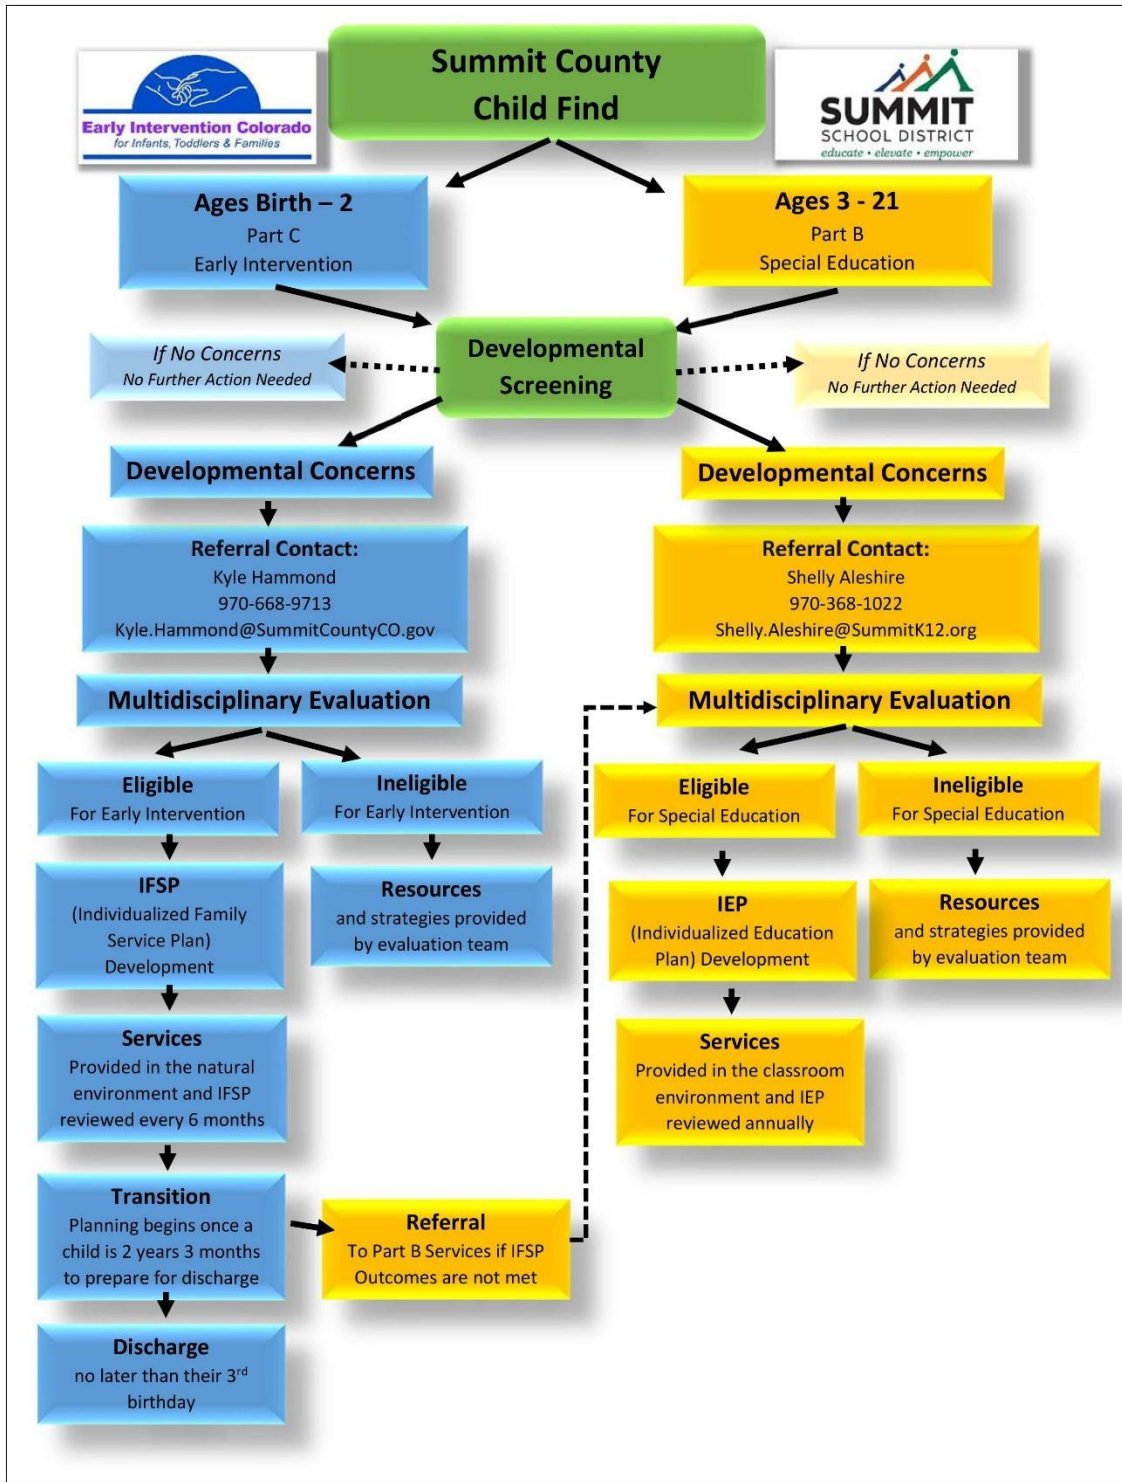 Summit County
Child Find
Early Intervention Colorado
for Infants, Toddlers & Families
SUMMIT
SCHOOL DISTRICT
educate • elevate • empower
Ages Birth – 2
Part C
Early Intervention
Ages 3 - 21
Part B
Special Education
Developmental
Screening
If No Concerns
No Further Action Needed
If No Concerns
No Further Action Needed
Developmental Concerns
Referral Contact:
Kyle Hammond
970-668-9713
Kyle.Hammond@SummitCountyCO.gov
Multidisciplinary Evaluation
Eligible
For Early Intervention
Ineligible
For Early Intervention
IFSP
(Individualized Family
Service Plan)
Development
Resources
and strategies provided
by evaluation team
Services
Provided in the natural
environment and IFSP
reviewed every 6 months
Transition
Planning begins once a
child is 2 years 3 months
to prepare for discharge
Referral
To Part B Services if IFSP
Outcomes are not met
Discharge
no later than their 3rd
birthday
Developmental Concerns
Referral Contact:
Shelly Aleshire
970-368-1022
Shelly.Aleshire@SummitK12.org
Multidisciplinary Evaluation
Eligible
For Special Education
Ineligible
For Special Education
IEP
(Individualized Education
Plan) Development
Resources
and strategies provided
by evaluation team
Services
Provided in the classroom
environment and IEP
reviewed annually